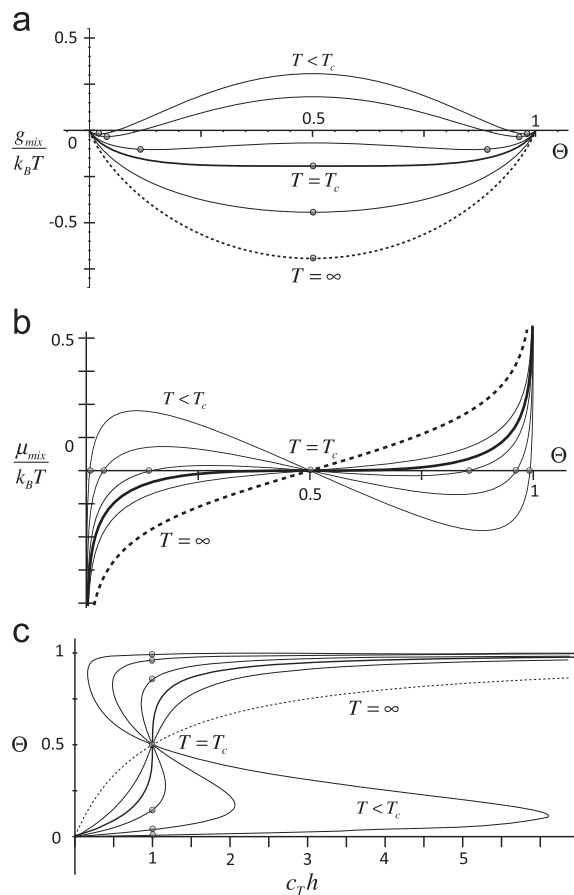 a
0.5
T < T_c
0.5
1
g_mix
k_B T
0
Θ
T = T_c
-0.5
T = ∞
b
0.5
T < T_c
μ_mix
k_B T
0
T = T_c
Θ
0.5
1
T = ∞
c
1
T = ∞
Θ
0.5
T = T_c
T < T_c
0
1
2
3
4
5
c_T h